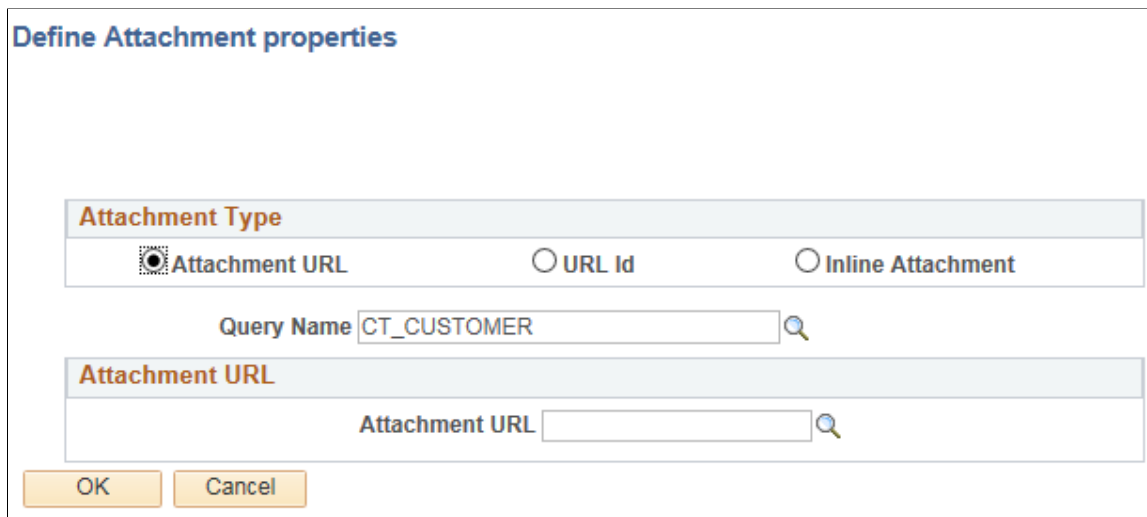 Define Attachment properties
Attachment Type
Attachment URL URL Id Inline Attachment
Query Name CT_CUSTOMER
Attachment URL
Attachment URL
OK Cancel